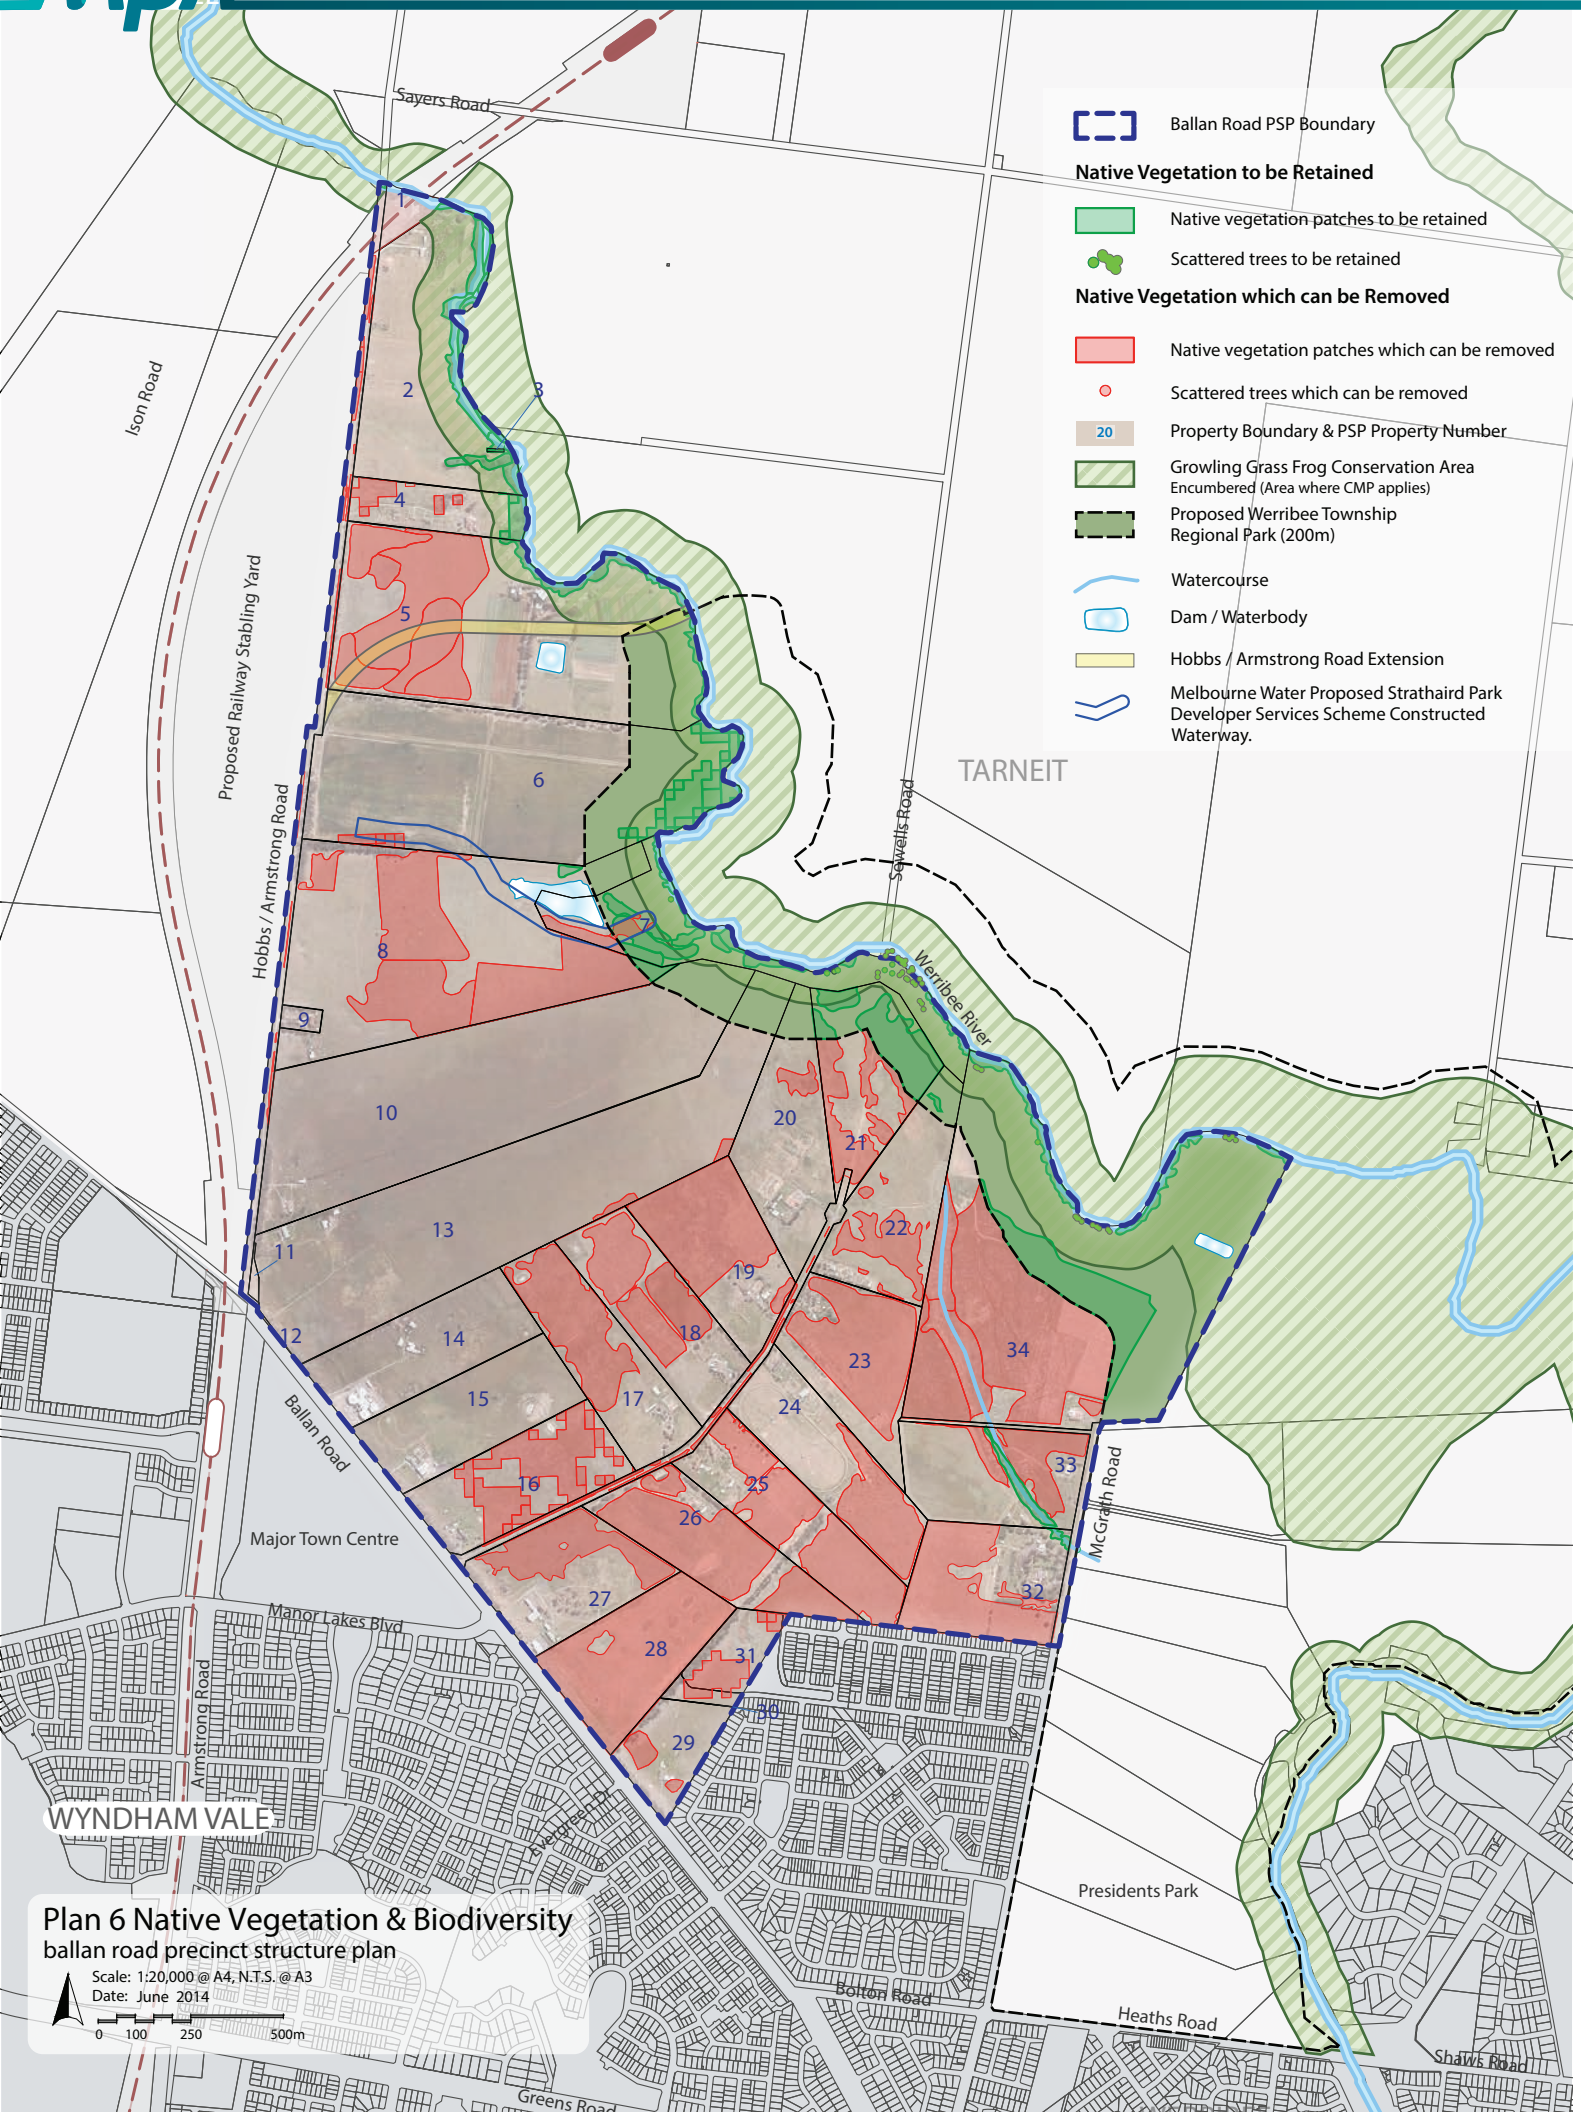 Sayers Road
Ballan Road PSP Boundary
Native Vegetation to be Retained
Native vegetation patches to be retained
Scattered trees to be retained
Native Vegetation which can be Removed
Native vegetation patches which can be removed
Scattered trees which can be removed
20
Property Boundary & PSP Property Number
Growling Grass Frog Conservation Area
Encumbered (Area where CMP applies)
Proposed Werribee Township
Regional Park (200m)
Watercourse
Dam / Waterbody
Hobbs / Armstrong Road Extension
Melbourne Water Proposed Strathaird Park
Developer Services Scheme Constructed
Waterway.
1
2
3
Ison Road
4
5
Proposed Railway Stabling Yard
6
TARNEIT
Sewells Road
Hobbs / Armstrong Road
7
8
Werribee River
9
10
20
21
13
22
11
19
12
14
18
34
23
15
17
24
Ballan Road
33
16
25
26
McGrath Road
Major Town Centre
32
27
Manor Lakes Blvd
28
31
30
29
Armstrong Road
WYNDHAM VALE
Evergreen Dr
Presidents Park
Plan 6 Native Vegetation & Biodiversity
ballan road precinct structure plan
Scale: 1:20,000 @ A4, N.T.S. @ A3
Date: June 2014
0 100 250 500m
Bolton Road
Heaths Road
Shaws Road
Greens Road